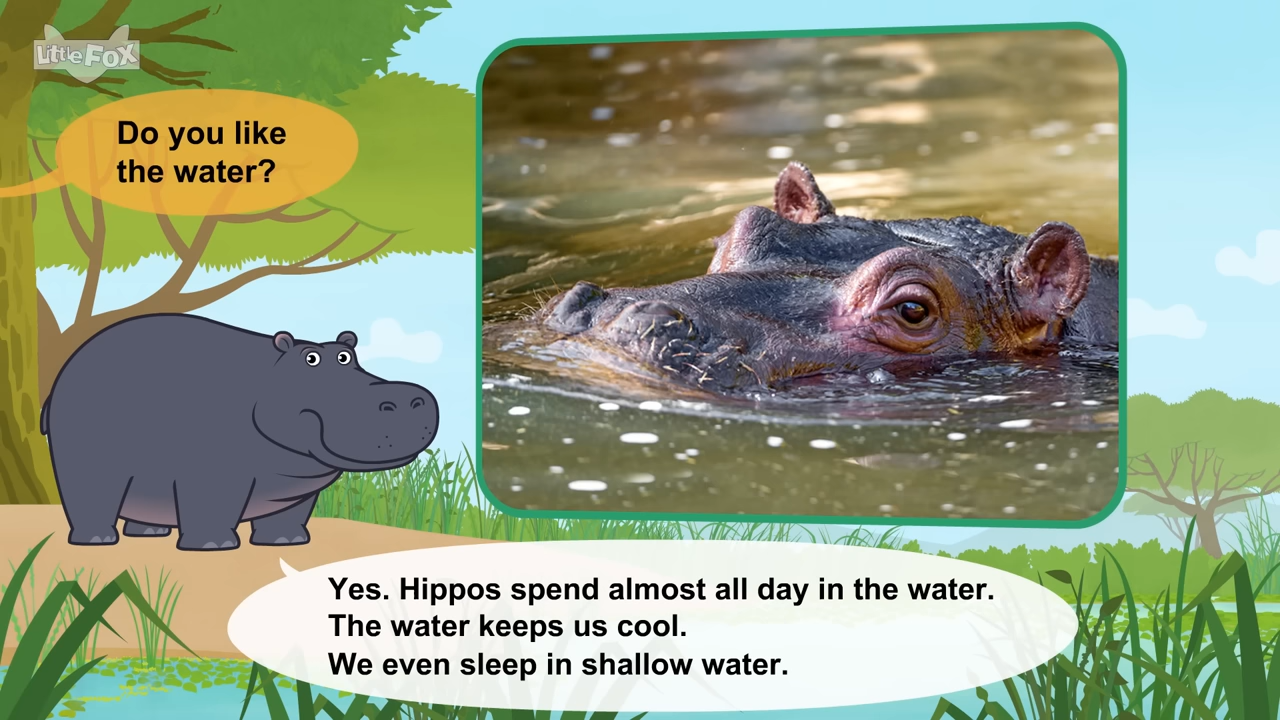 Little Fox
Do you like
the water?
Yes. Hippos spend almost all day in the water.
The water keeps us cool.
We even sleep in shallow water.